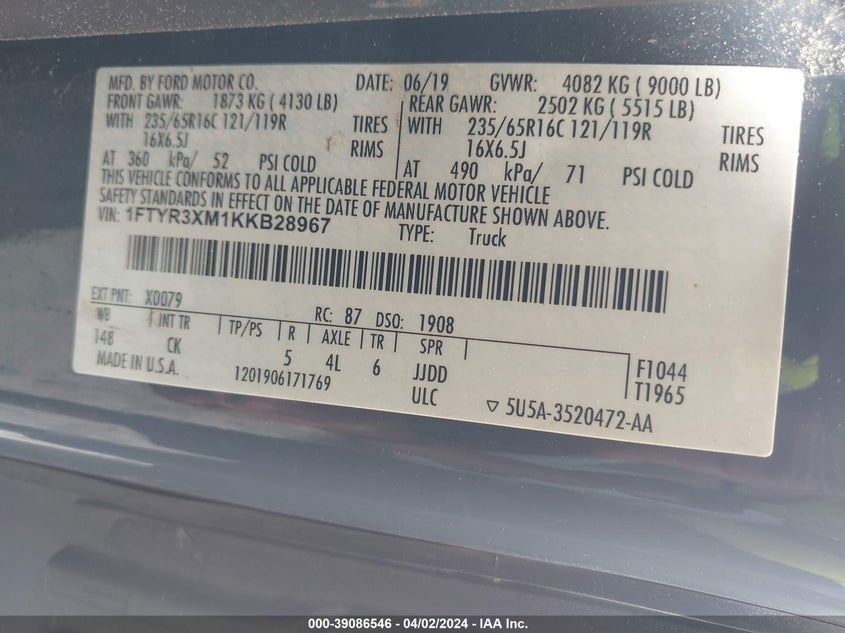 MFD. BY FORD MOTOR CO. DATE: 06/19 GVWR: 4082 KG ( 9000 LB)
FRONT GAWR: 1873 KG ( 4130 LB) REAR GAWR: 2502 KG ( 5515 LB)
WITH 235/65R16C 121/119R TIRES WITH 235/65R16C 121/119R TIRES
16X6.5J RIMS 16X6.5J RIMS
AT 360 kPa/ 52 PSI COLD AT 490 kPa/ 71 PSI COLD
THIS VEHICLE CONFORMS TO ALL APPLICABLE FEDERAL MOTOR VEHICLE
SAFETY STANDARDS IN EFFECT ON THE DATE OF MANUFACTURE SHOWN ABOVE.
VIN: 1FTYR3XM1KKB28967 TYPE: Truck
EXT PNT: XD079 RC: 87 DSO: 1908
WB INT TR TP/PS R AXLE TR SPR
148 CK 5 4L 6 JJDD F1044
MADE IN U.S.A. 1201906171769 ULC T1965
▽ 5U5A-3520472-AA
000-39086546 - 04/02/2024 - IAA Inc.